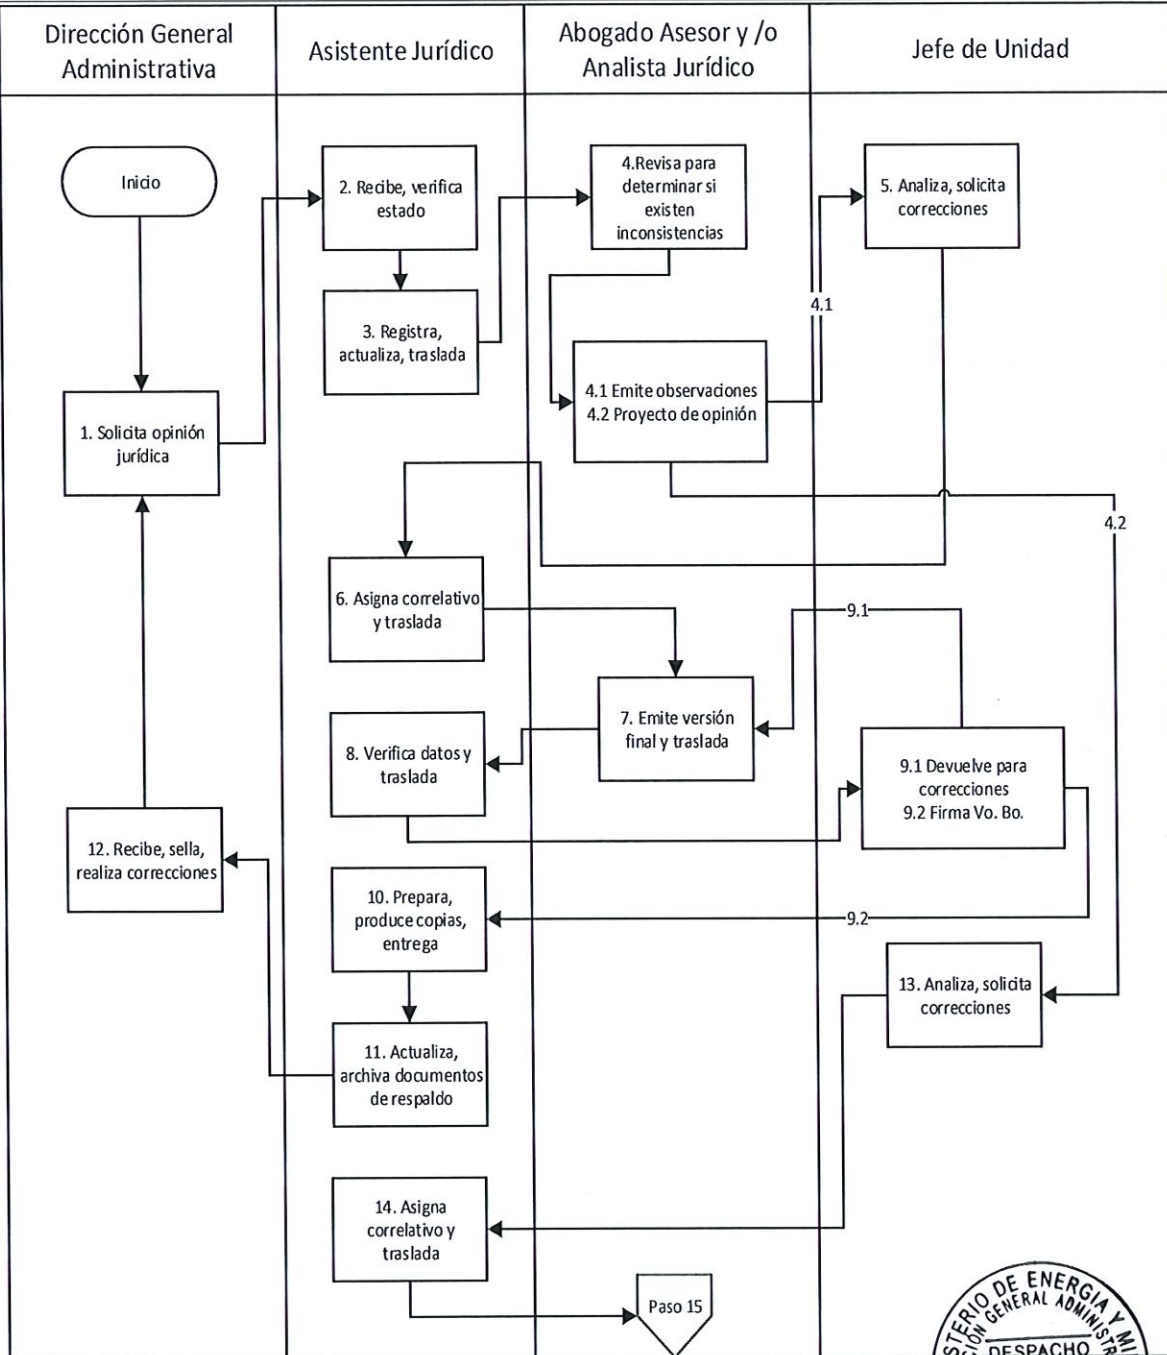 Dirección General
Administrativa
Asistente Jurídico
Abogado Asesor y /o
Analista Jurídico
Jefe de Unidad
Inicio
1. Solicita opinión
jurídica
2. Recibe, verifica
estado
3. Registra,
actualiza, traslada
4.Revisa para
determinar si
existen
inconsistencias
4.1 Emite observaciones
4.2 Proyecto de opinión
4.1
5. Analiza, solicita
correcciones
4.2
6. Asigna correlativo
y traslada
9.1
7. Emite versión
final y traslada
8. Verifica datos y
traslada
9.1 Devuelve para
correcciones
9.2 Firma Vo. Bo.
12. Recibe, sella,
realiza correcciones
10. Prepara,
produce copias,
entrega
9.2
13. Analiza, solicita
correcciones
11. Actualiza,
archiva documentos
de respaldo
14. Asigna
correlativo y
traslada
Paso 15
DE ENERGIA Y
GENERAL
DESPACHO